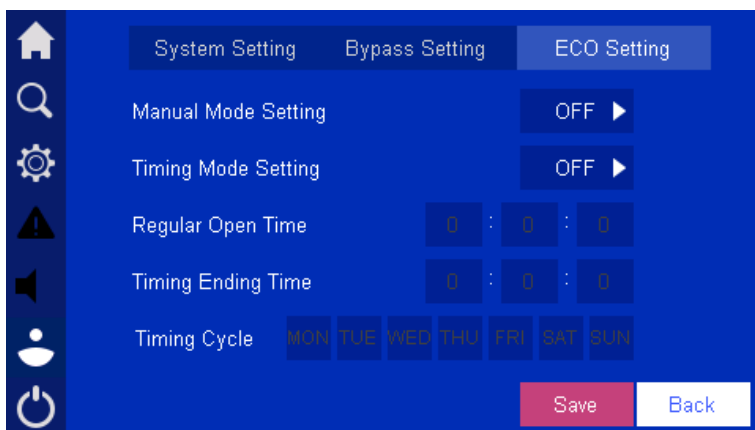 System Setting Bypass Setting ECO Setting
Manual Mode Setting OFF
Timing Mode Setting OFF
Regular Open Time 0 : 0 : 0
Timing Ending Time 0 : 0 : 0
Timing Cycle MON TUE WED THU FRI SAT SUN
Save Back